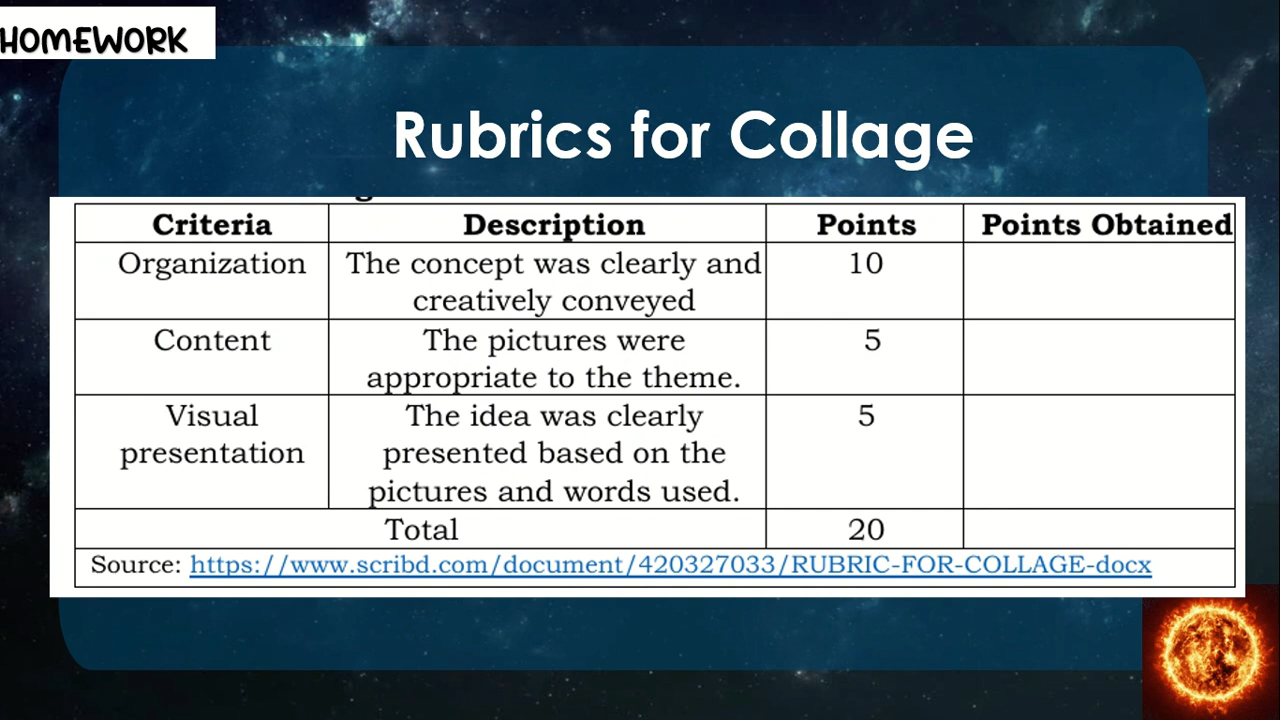 HOMEWORK
Rubrics for Collage
Criteria Description Points Points Obtained
Organization The concept was clearly and 10
creatively conveyed
Content The pictures were 5
appropriate to the theme.
Visual The idea was clearly 5
presentation presented based on the
pictures and words used.
Total 20
Source: https://www.scribd.com/document/420327033/RUBRIC-FOR-COLLAGE-docx